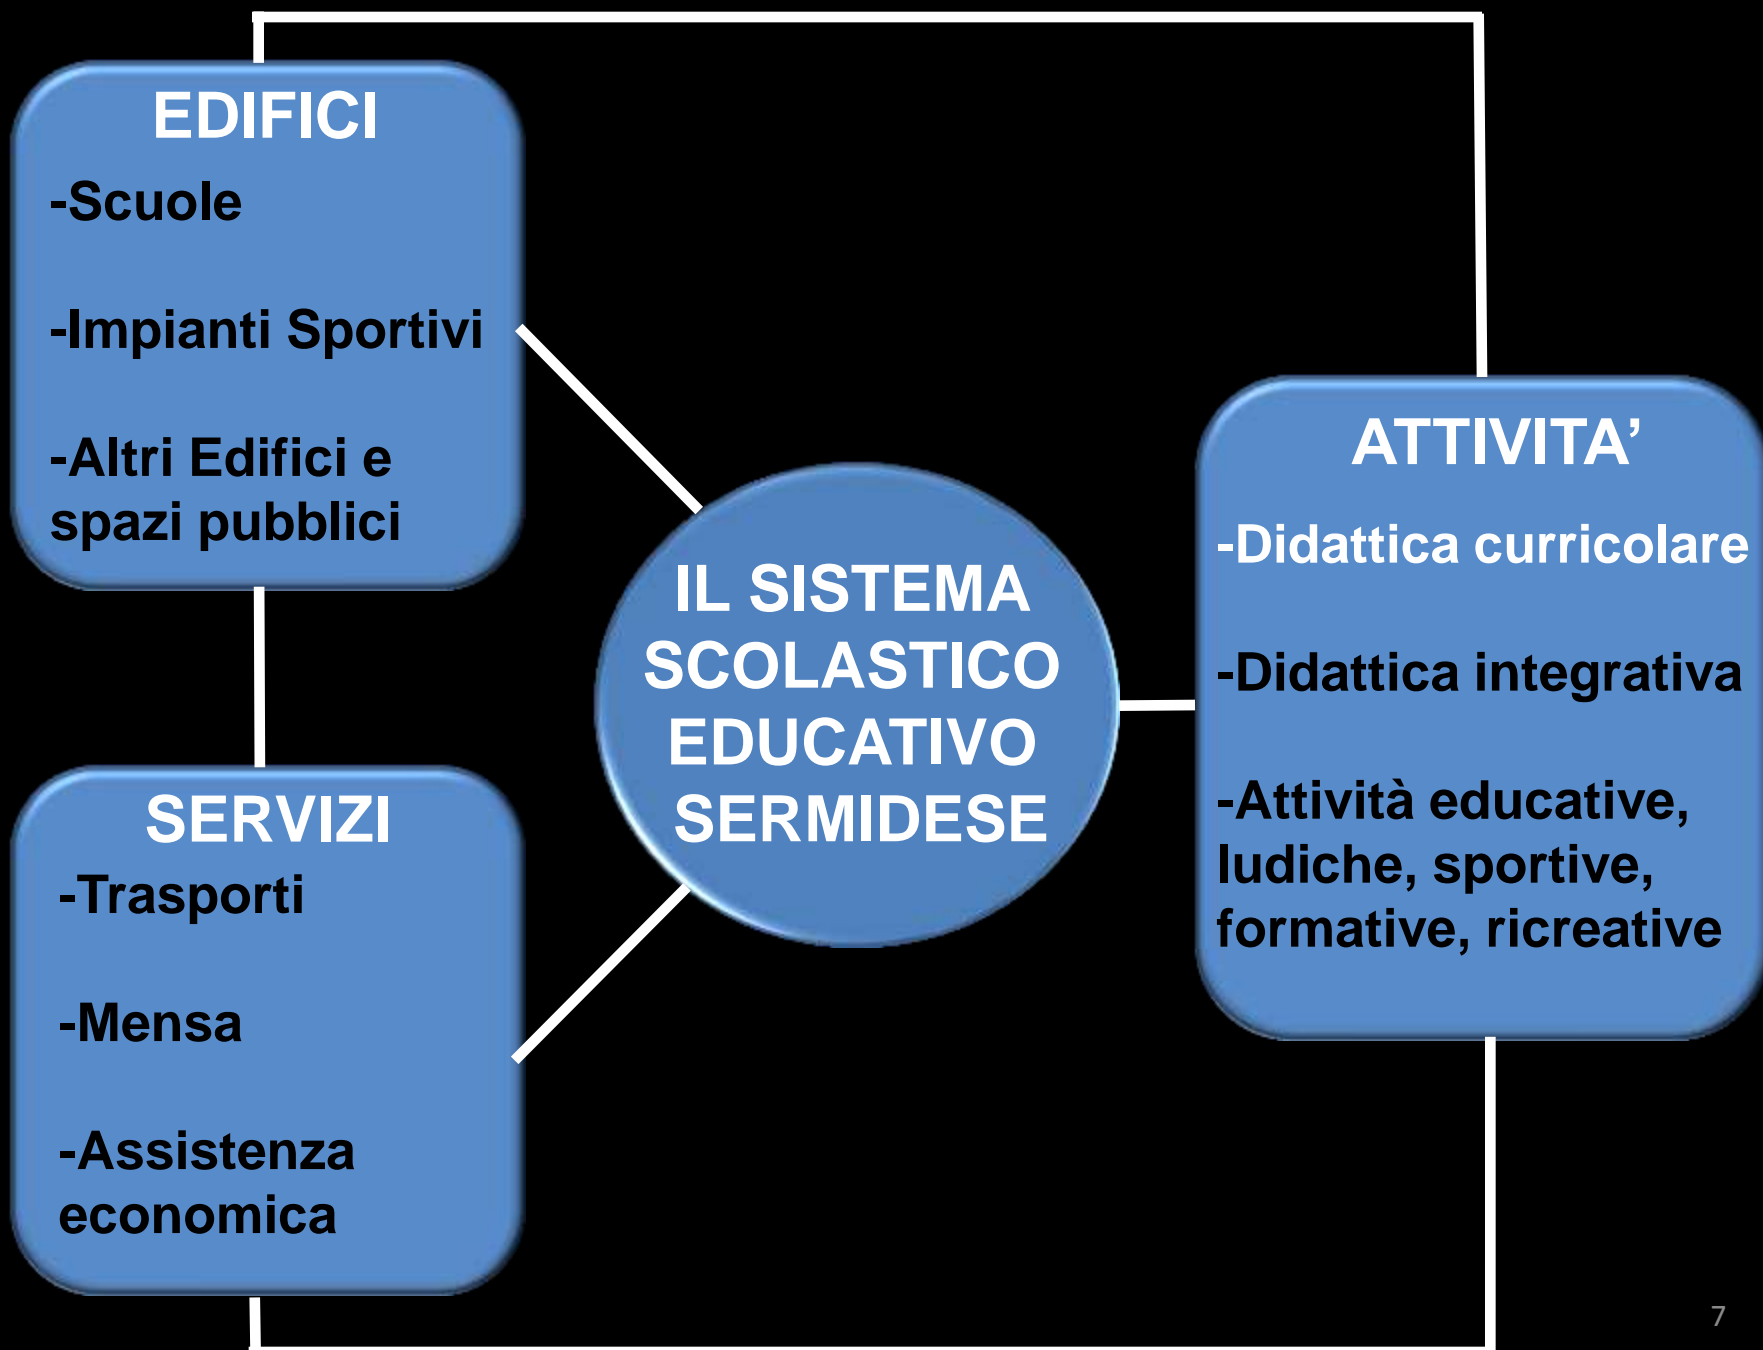 EDIFICI
-Scuole
-Impianti Sportivi
-Altri Edifici e
spazi pubblici
SERVIZI
-Trasporti
-Mensa
-Assistenza
economica
IL SISTEMA
SCOLASTICO
EDUCATIVO
SERMIDESE
ATTIVITA’
-Didattica curricolare
-Didattica integrativa
-Attività educative,
ludiche, sportive,
formative, ricreative
7